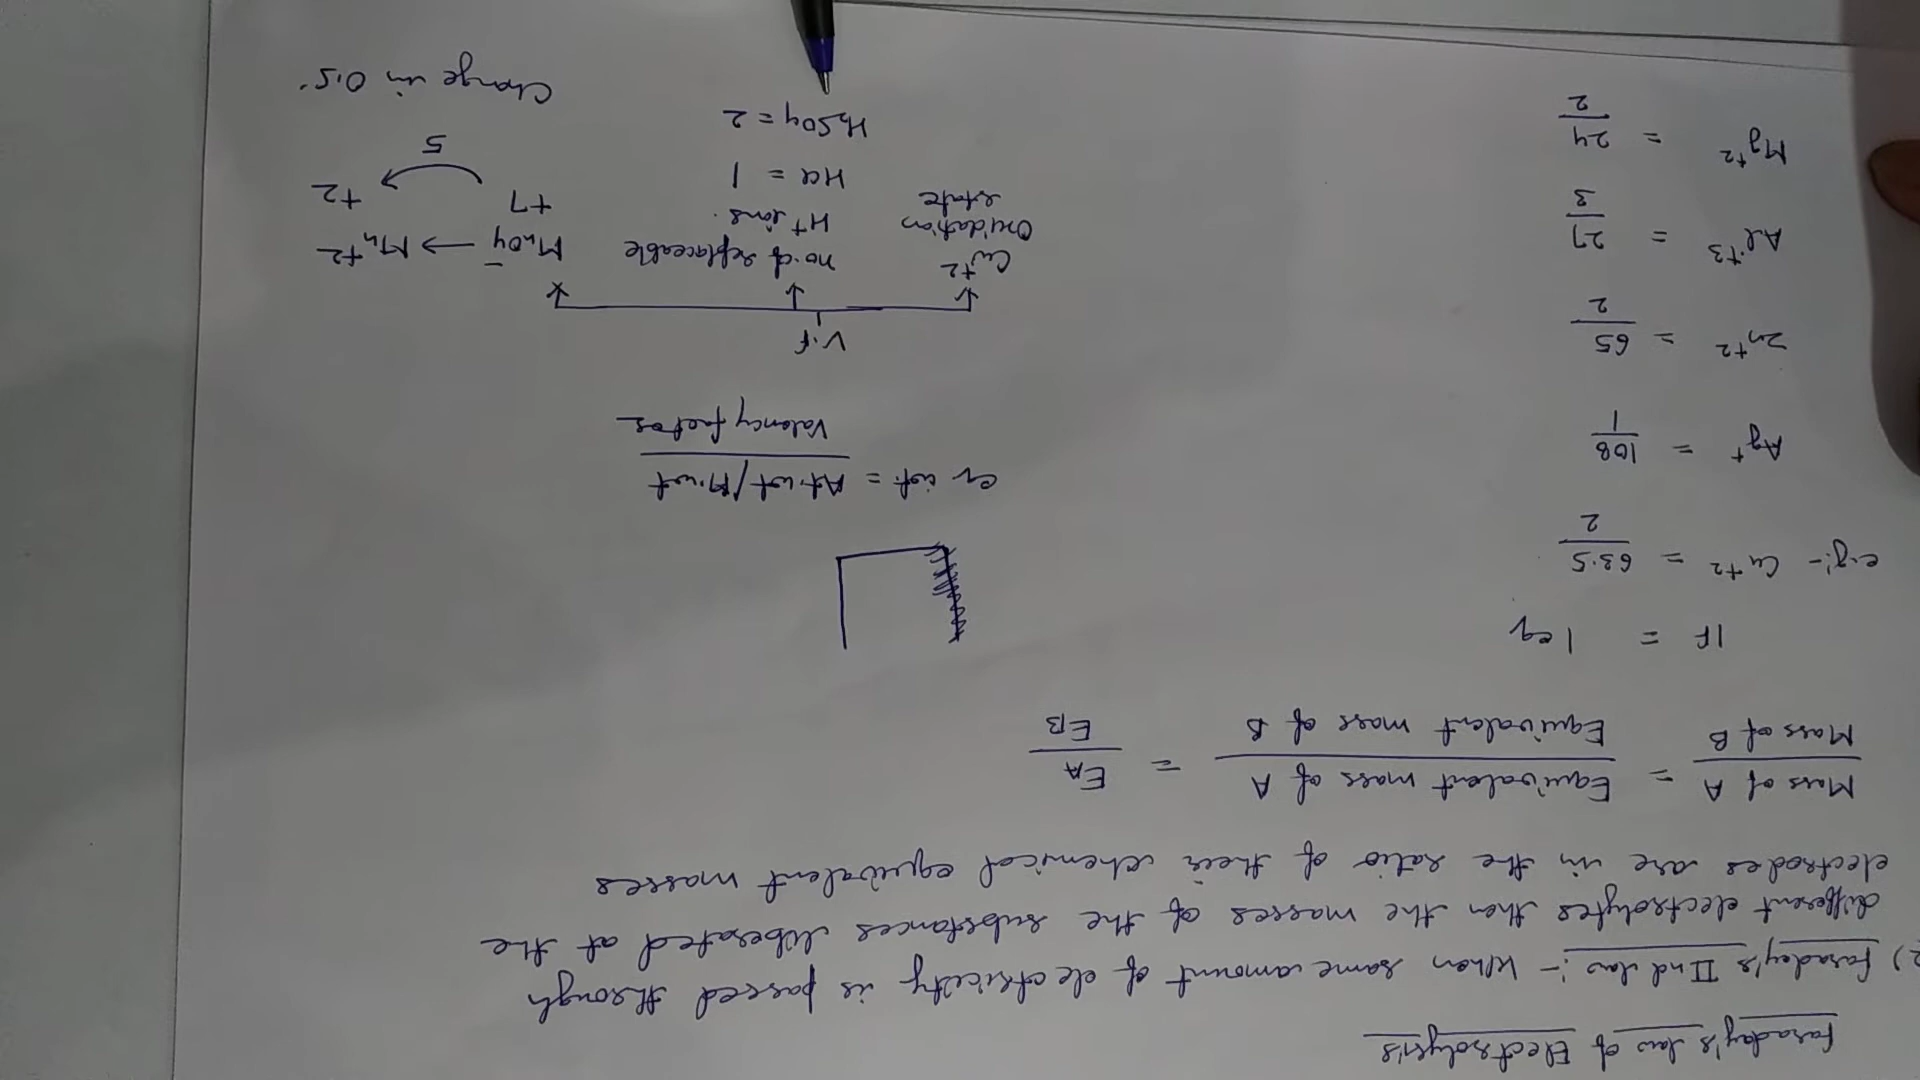 Faraday's law of Electrolysis
2) Faraday's IInd law :- When same amount of electricity is passed through
different electrolytes then the masses of the substances liberated at the
electrodes are in the ratio of their chemical equivalent masses
Mass of A / Mass of B = Equivalent mass of A / Equivalent mass of B = EA / EB
1F = 1 eq
e.g:- Cu+2 = 63.5 / 2
Ag+ = 108 / 1
Zn+2 = 65 / 2
Al+3 = 27 / 3
Mg+2 = 24 / 2
eq wt. = At.wt / M.wt / Valency factor
V.f
Cu+2
Oxidation
state
no. of replaceable
H+ ions.
HCl = 1
H2SO4 = 2
MnO4- → Mn+2
+7 +2
5
Change in O.S.